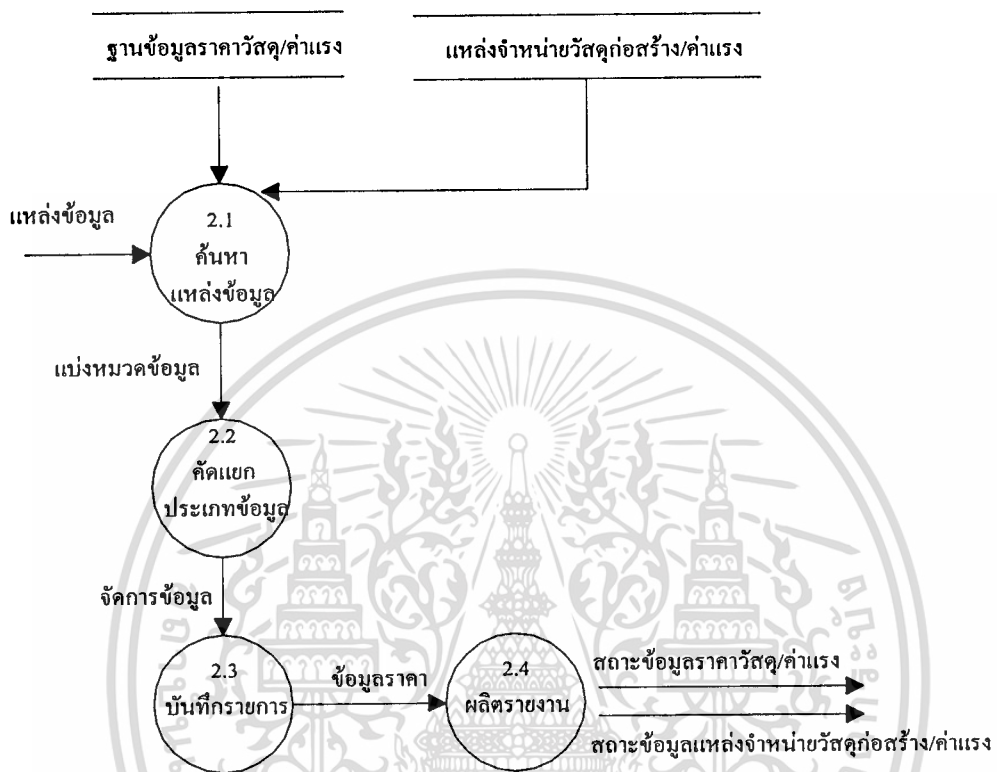 ฐานข้อมูลราคาวัสดุ/ค่าแรง
แหล่งจำหน่ายวัสดุก่อสร้าง/ค่าแรง
แหล่งข้อมูล
2.1
ค้นหา
แหล่งข้อมูล
แบ่งหมวดข้อมูล
2.2
คัดแยก
ประเภทข้อมูล
จัดการข้อมูล
2.3
บันทึกรายการ
ข้อมูลราคา
2.4
ผลิตรายงาน
สถาะข้อมูลราคาวัสดุ/ค่าแรง
สถาะข้อมูลแหล่งจำหน่ายวัสดุก่อสร้าง/ค่าแรง